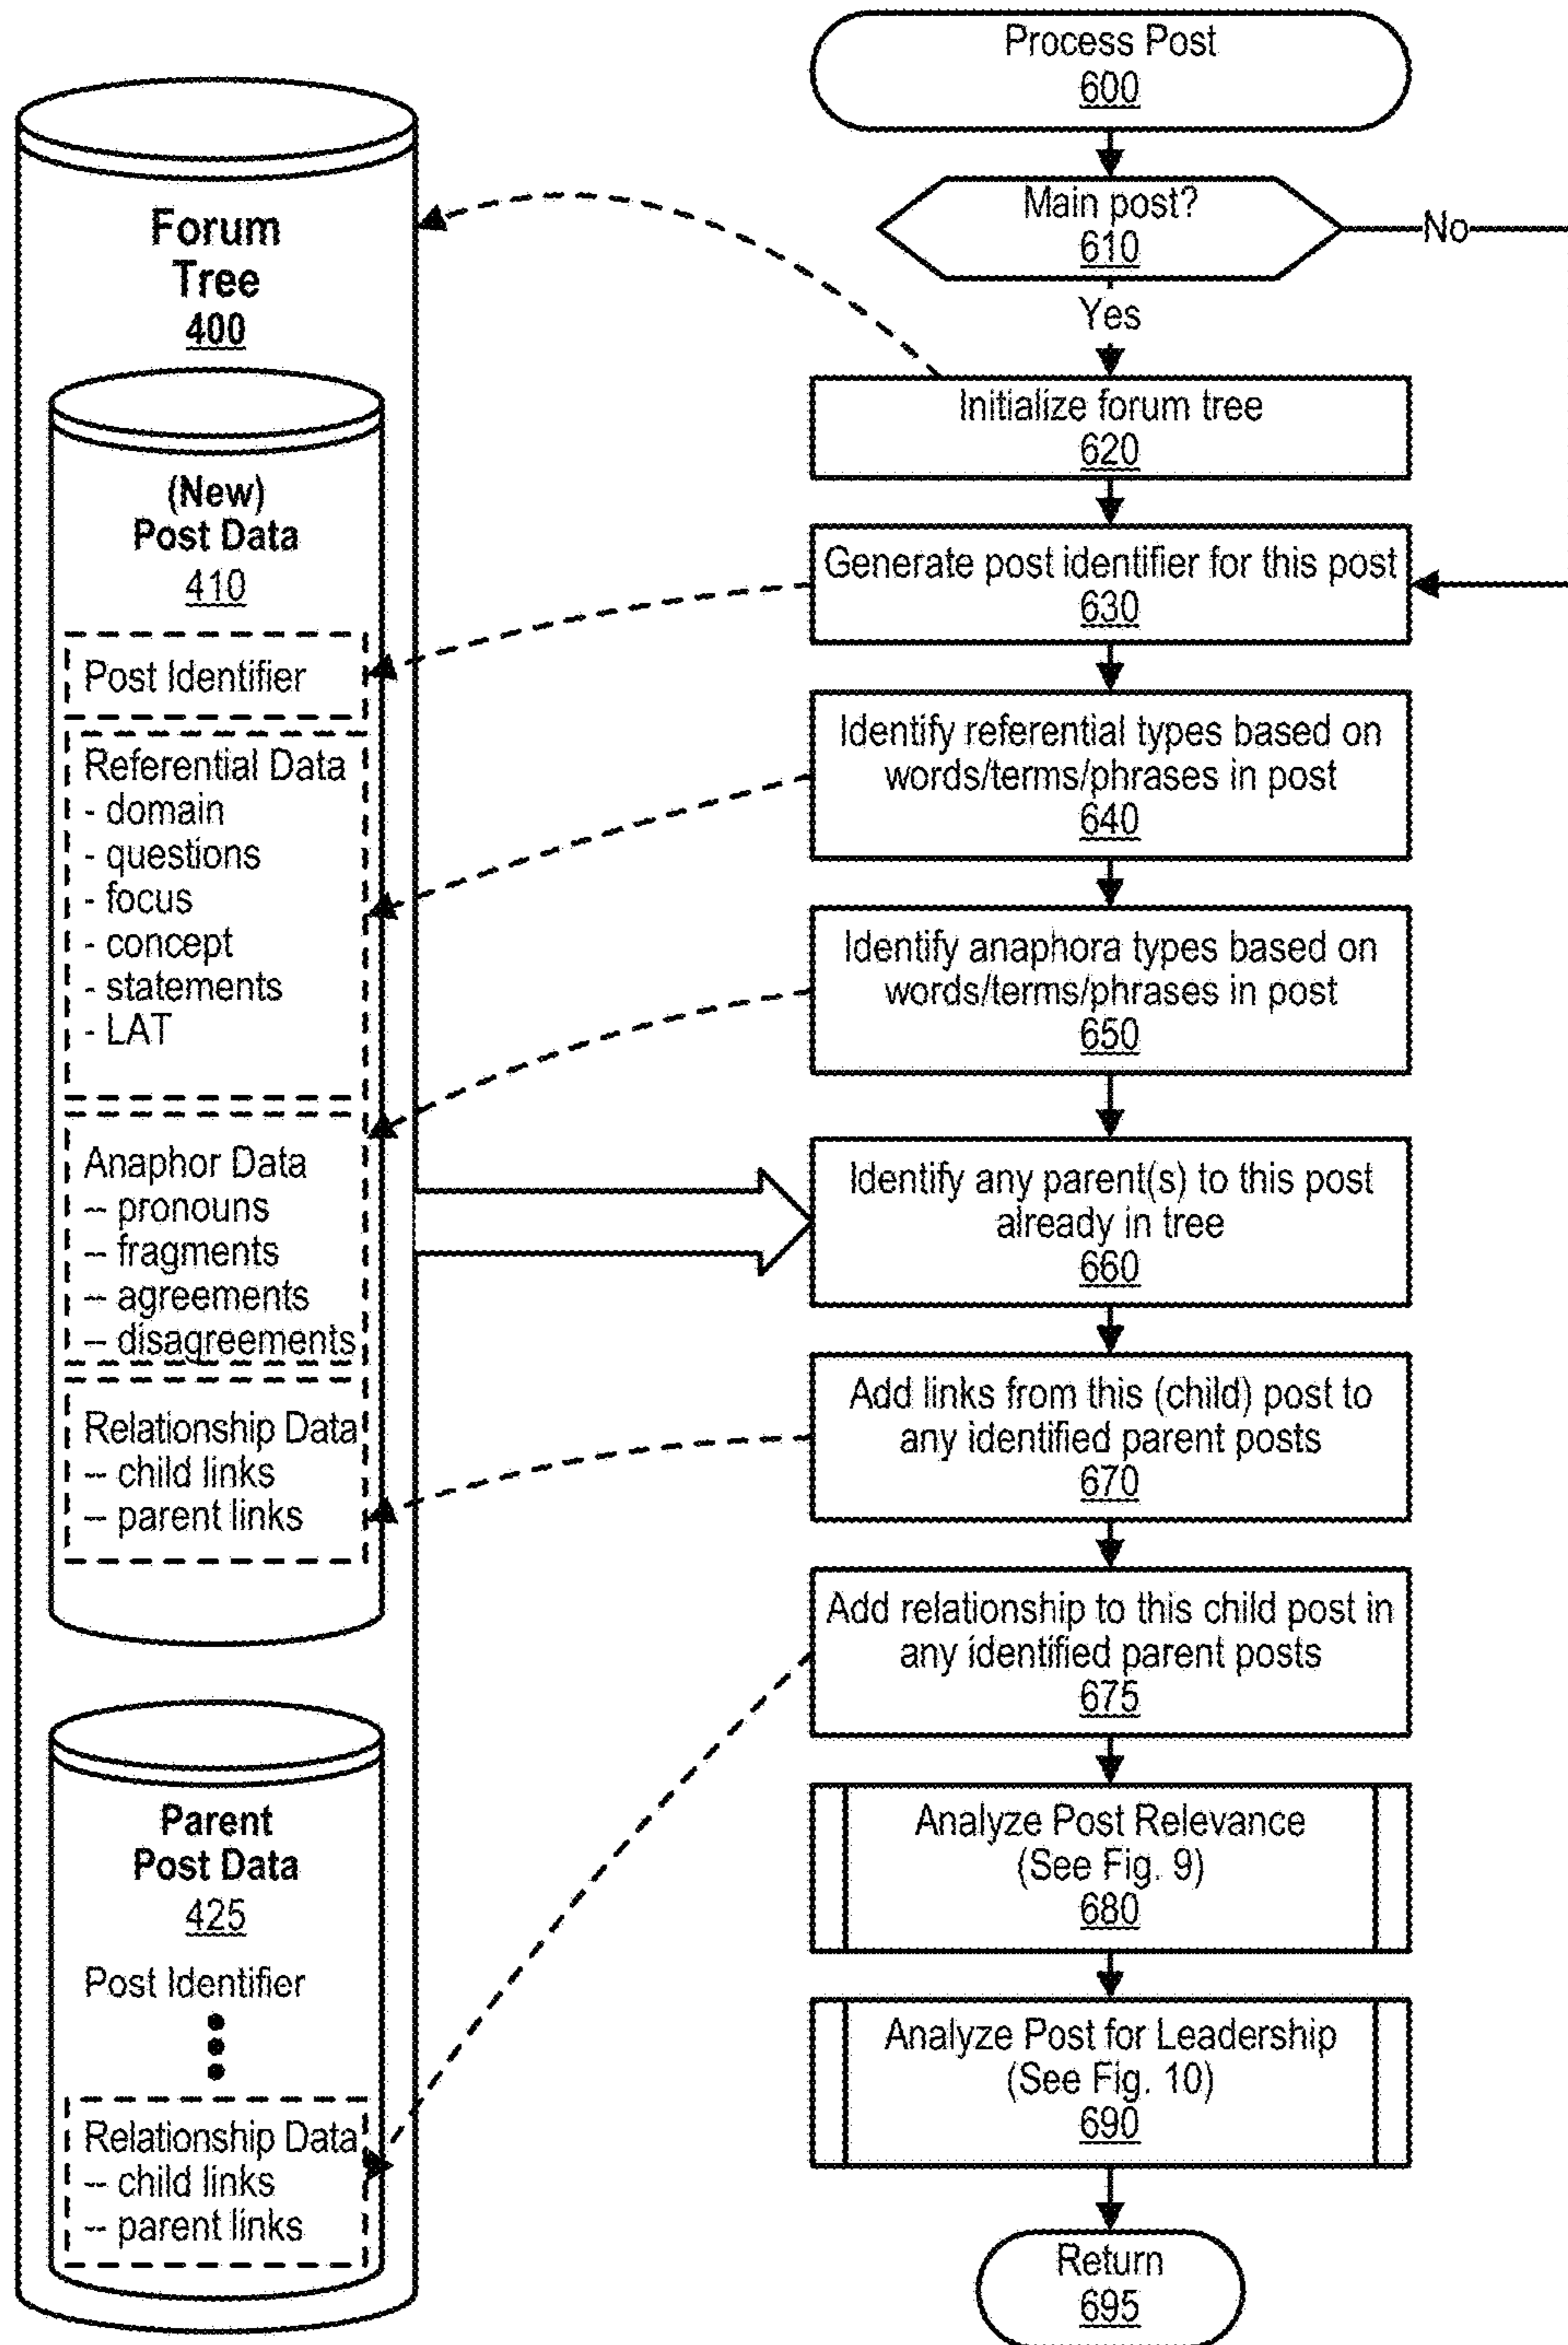 Process Post
600
Main post?
610
No
Yes
Initialize forum tree
620
Generate post identifier for this post
630
Identify referential types based on
words/terms/phrases in post
640
Identify anaphora types based on
words/terms/phrases in post
650
Identify any parent(s) to this post
already in tree
660
Add links from this (child) post to
any identified parent posts
670
Add relationship to this child post in
any identified parent posts
675
Analyze Post Relevance
(See Fig. 9)
680
Analyze Post for Leadership
(See Fig. 10)
690
Return
695
Forum
Tree
400
(New)
Post Data
410
Post Identifier
Referential Data
- domain
- questions
- focus
- concept
- statements
- LAT
Anaphor Data
– pronouns
– fragments
– agreements
– disagreements
Relationship Data
– child links
– parent links
Parent
Post Data
425
Post Identifier
Relationship Data
– child links
– parent links